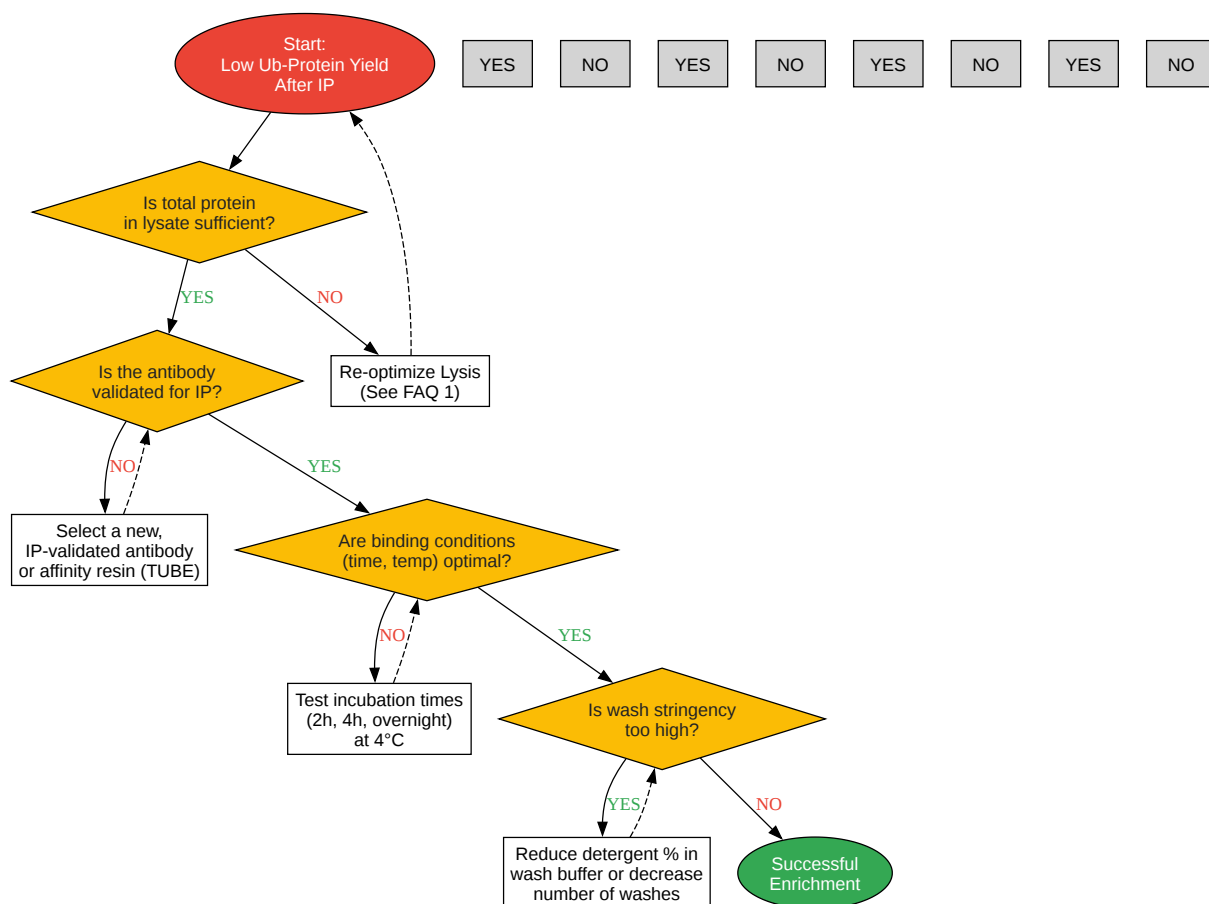 Start:
Low Ub-Protein Yield
After IP
YES
NO
YES
NO
YES
NO
YES
NO
Is total protein
in lysate sufficient?
YES
NO
Is the antibody
validated for IP?
Re-optimize Lysis
(See FAQ 1)
NO
YES
Select a new,
IP-validated antibody
or affinity resin (TUBE)
Are binding conditions
(time, temp) optimal?
NO
YES
Test incubation times
(2h, 4h, overnight)
at 4°C
Is wash stringency
too high?
YES
NO
Reduce detergent % in
wash buffer or decrease
number of washes
Successful
Enrichment